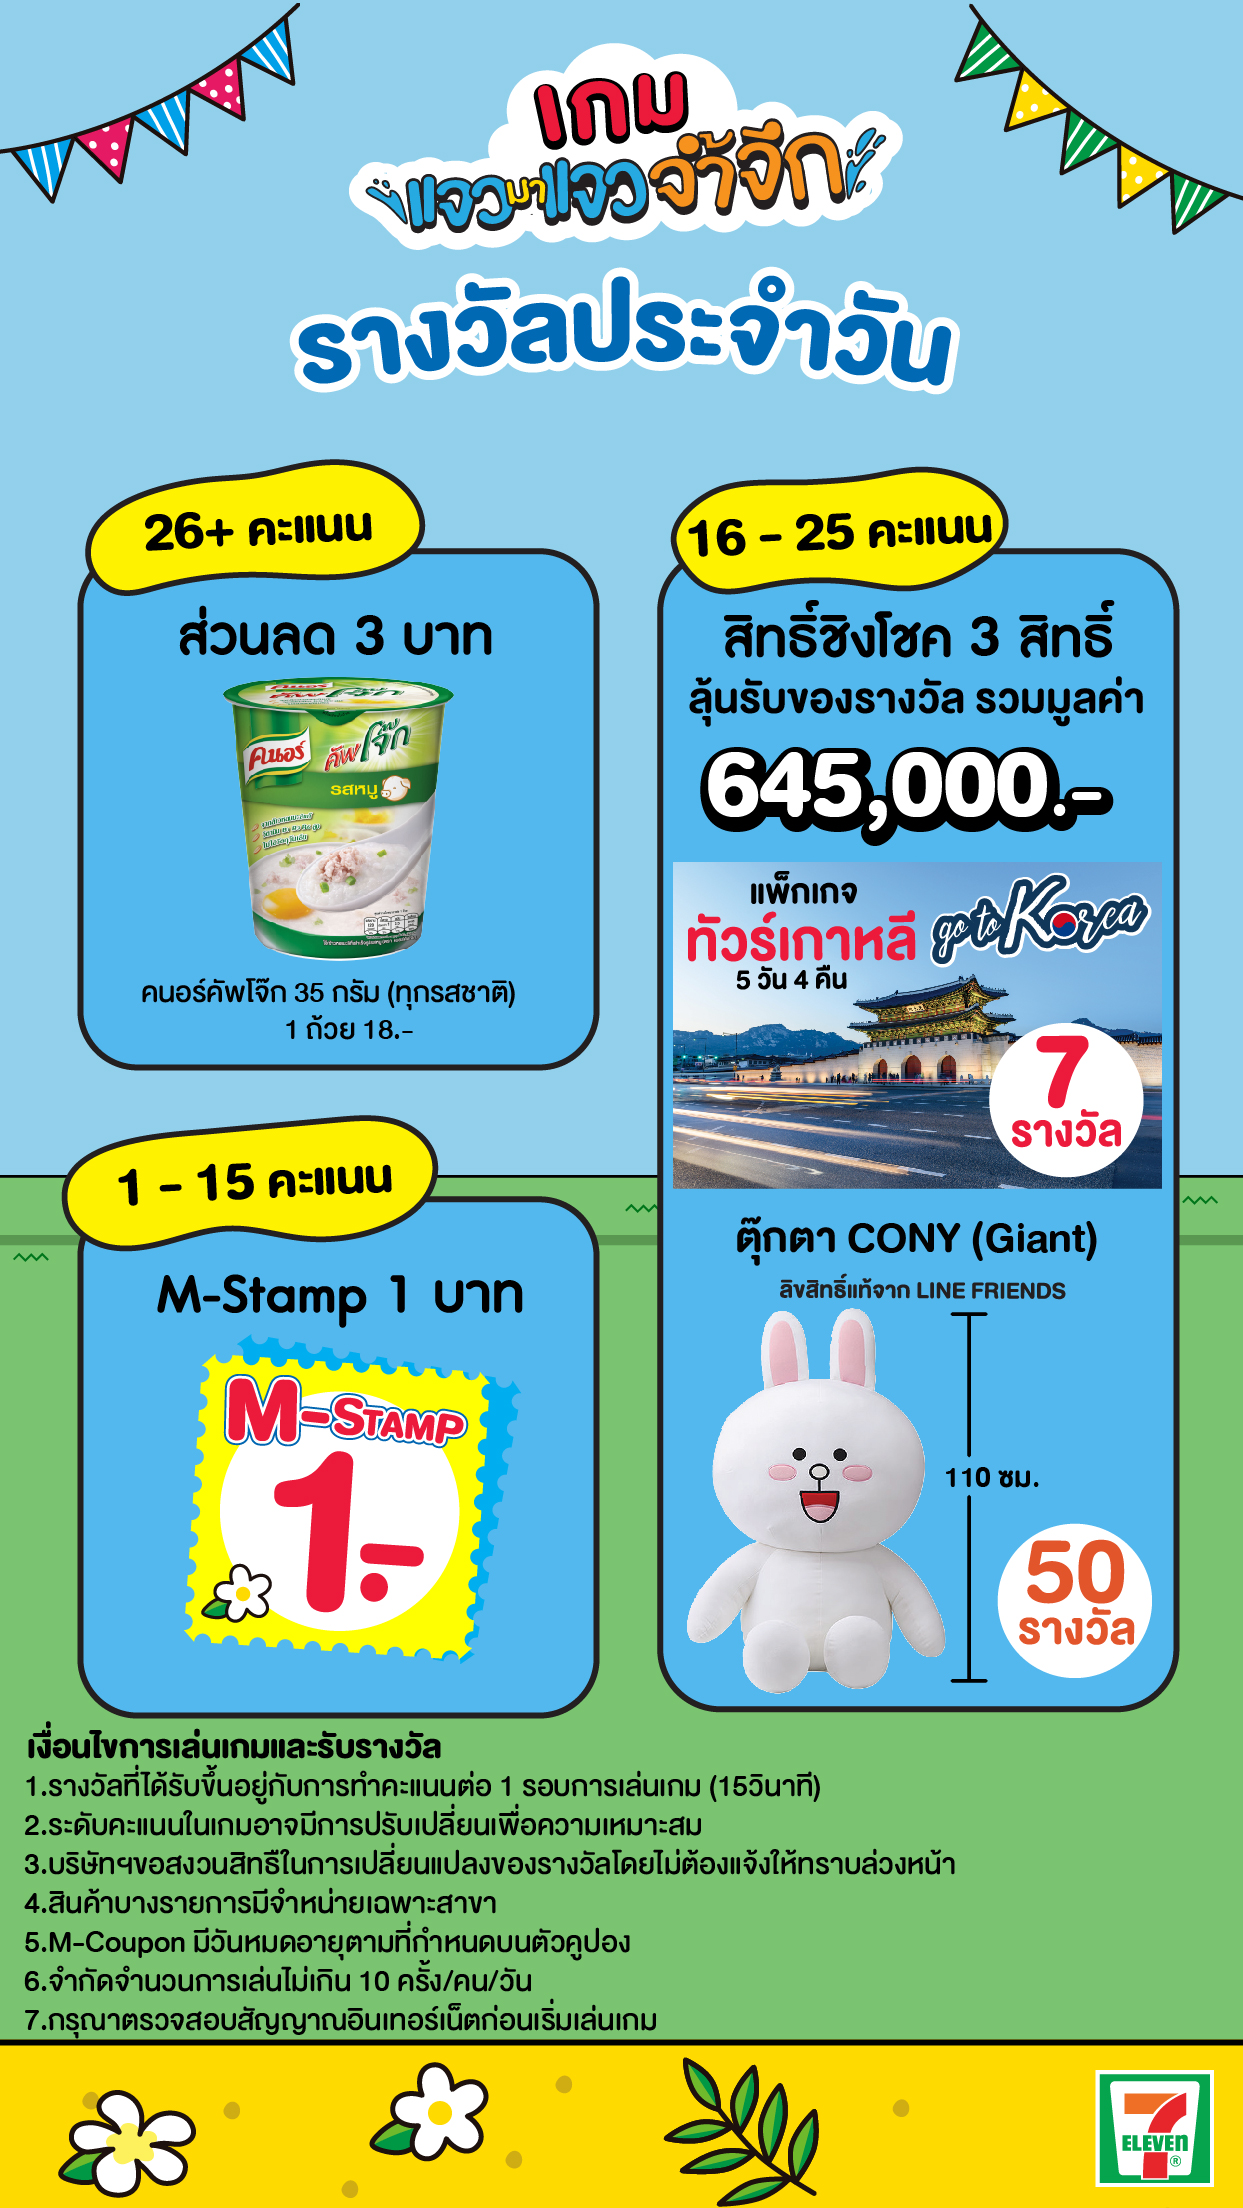 เกม
แจวมาแจวจ้ำจึก
รางวัลประจำวัน
26+ คะแนน
ส่วนลด 3 บาท
คนอร์
คัพโจ๊ก
รสหมู
คนอร์คัพโจ๊ก 35 กรัม (ทุกรสชาติ)
1 ถ้วย 18.-
16 - 25 คะแนน
สิทธิ์ชิงโชค 3 สิทธิ์
ลุ้นรับของรางวัล รวมมูลค่า
645,000.-
แพ็กเกจ
ทัวร์เกาหลี
5 วัน 4 คืน
go to Korea
7
รางวัล
ตุ๊กตา CONY (Giant)
ลิขสิทธิ์แท้จาก LINE FRIENDS
110 ซม.
50
รางวัล
1 - 15 คะแนน
M-Stamp 1 บาท
M-STAMP
1.-
เงื่อนไขการเล่นเกมและรับรางวัล
1.รางวัลที่ได้รับขึ้นอยู่กับการทำคะแนนต่อ 1 รอบการเล่นเกม (15วินาที)
2.ระดับคะแนนในเกมอาจมีการปรับเปลี่ยนเพื่อความเหมาะสม
3.บริษัทฯขอสงวนสิทธิในการเปลี่ยนแปลงของรางวัลโดยไม่ต้องแจ้งให้ทราบล่วงหน้า
4.สินค้าบางรายการมีจำหน่ายเฉพาะสาขา
5.M-Coupon มีวันหมดอายุตามที่กำหนดบนตัวคูปอง
6.จำกัดจำนวนการเล่นไม่เกิน 10 ครั้ง/คน/วัน
7.กรุณาตรวจสอบสัญญาณอินเทอร์เน็ตก่อนเริ่มเล่นเกม
7
ELEVEn
®